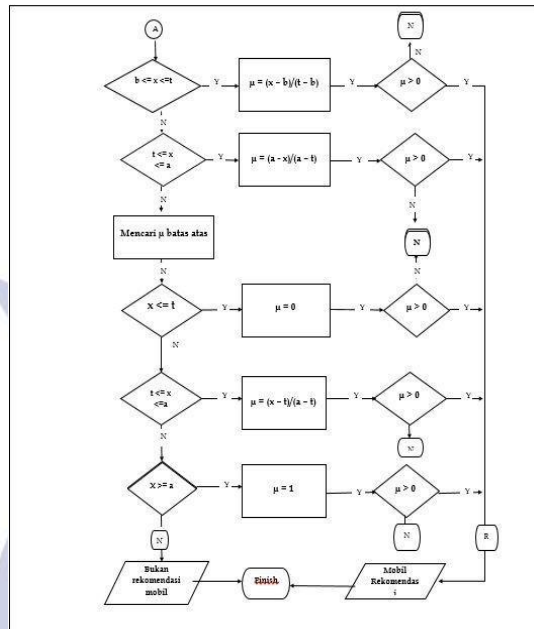 A
N
N
b <= x <=t
Y
μ = (x – b)/(t – b)
Y
μ > 0
Y
N
t <= x
<= a
Y
μ = (a - x)/(a – t)
Y
μ > 0
Y
N
N
Mencari μ batas atas
N
N
N
x <= t
Y
μ = 0
Y
μ > 0
Y
N
t <= x
<=a
Y
μ = (x – t)/(a – t)
Y
μ > 0
Y
N
N
X >= a
Y
μ = 1
Y
μ > 0
Y
N
N
R
Bukan
rekomendasi
mobil
Finish
Mobil
Rekomendas
i